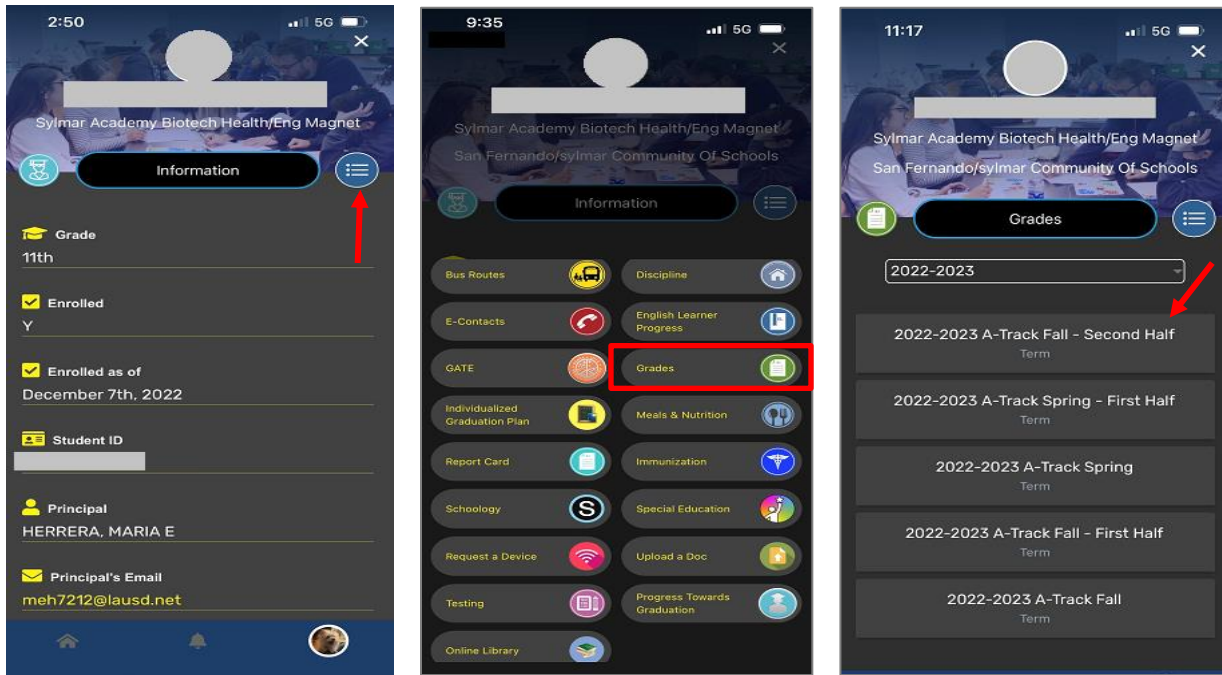 2:50
5G
Sylmar Academy Biotech Health/Eng Magnet
Information
Grade
11th
Enrolled
Y
Enrolled as of
December 7th, 2022
Student ID
Principal
HERRERA, MARIA E
Principal's Email
meh7212@lausd.net
9:35
5G
Sylmar Academy Biotech Health/Eng Magnet
San Fernando/sylmar Community Of Schools
Information
Bus Routes
Discipline
E-Contacts
English Learner
Progress
GATE
Grades
Individualized
Graduation Plan
Meals & Nutrition
Report Card
Immunization
Schoology
S
Special Education
Request a Device
Upload a Doc
Testing
Progress Towards
Graduation
Online Library
11:17
5G
Sylmar Academy Biotech Health/Eng Magnet
San Fernando/sylmar Community Of Schools
Grades
2022-2023
2022-2023 A-Track Fall - Second Half
Term
2022-2023 A-Track Spring - First Half
Term
2022-2023 A-Track Spring
Term
2022-2023 A-Track Fall - First Half
Term
2022-2023 A-Track Fall
Term